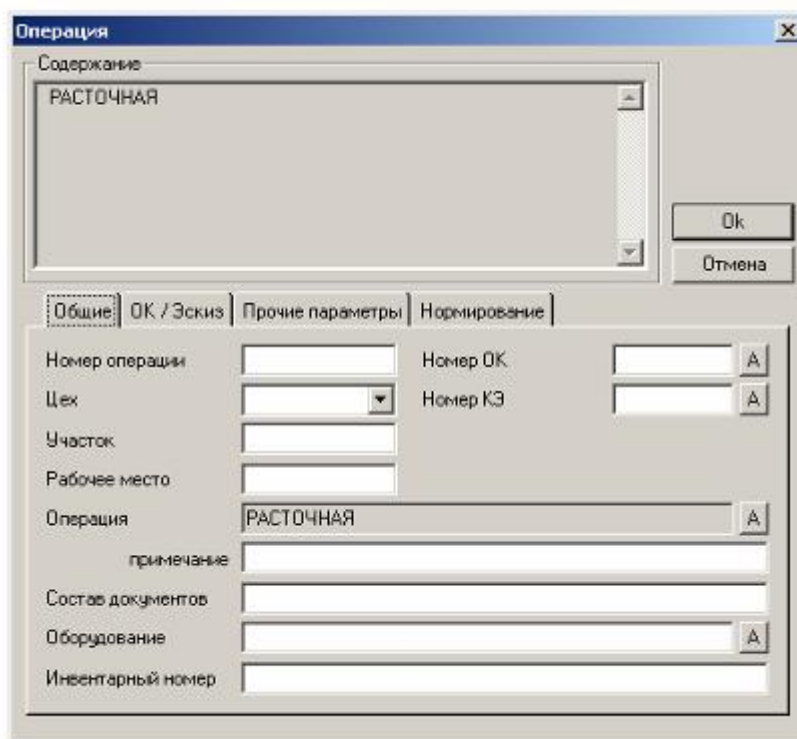 Операция
Содержание
РАСТОЧНАЯ
Ok
Отмена
Общие ОК / Эскиз Прочие параметры Нормирование
Номер операции Номер ОК А
Цех Номер КЭ А
Участок
Рабочее место
Операция РАСТОЧНАЯ А
примечание
Состав документов
Оборудование А
Инвентарный номер